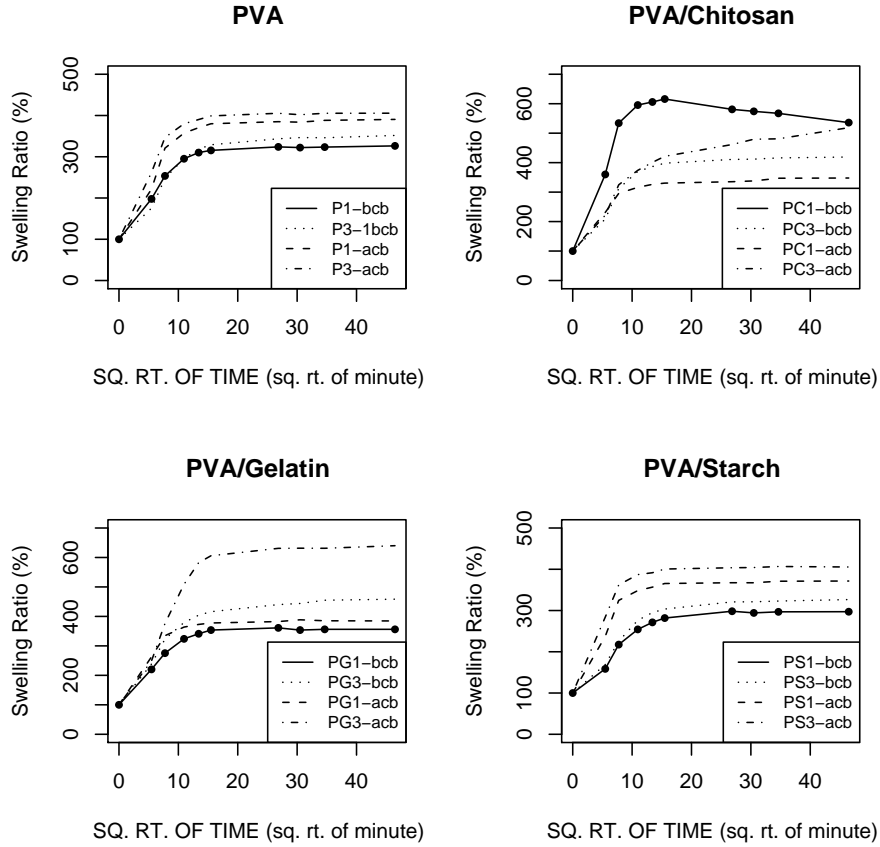 PVA
Swelling Ratio (%)
500
300
100
0
P1−bcb
P3−1bcb
P1−acb
P3−acb
0 10 20 30 40
SQ. RT. OF TIME (sq. rt. of minute)
PVA/Chitosan
Swelling Ratio (%)
600
400
200
0
PC1−bcb
PC3−bcb
PC1−acb
PC3−acb
0 10 20 30 40
SQ. RT. OF TIME (sq. rt. of minute)
PVA/Gelatin
Swelling Ratio (%)
600
400
200
0
PG1−bcb
PG3−bcb
PG1−acb
PG3−acb
0 10 20 30 40
SQ. RT. OF TIME (sq. rt. of minute)
PVA/Starch
Swelling Ratio (%)
500
300
100
0
PS1−bcb
PS3−bcb
PS1−acb
PS3−acb
0 10 20 30 40
SQ. RT. OF TIME (sq. rt. of minute)